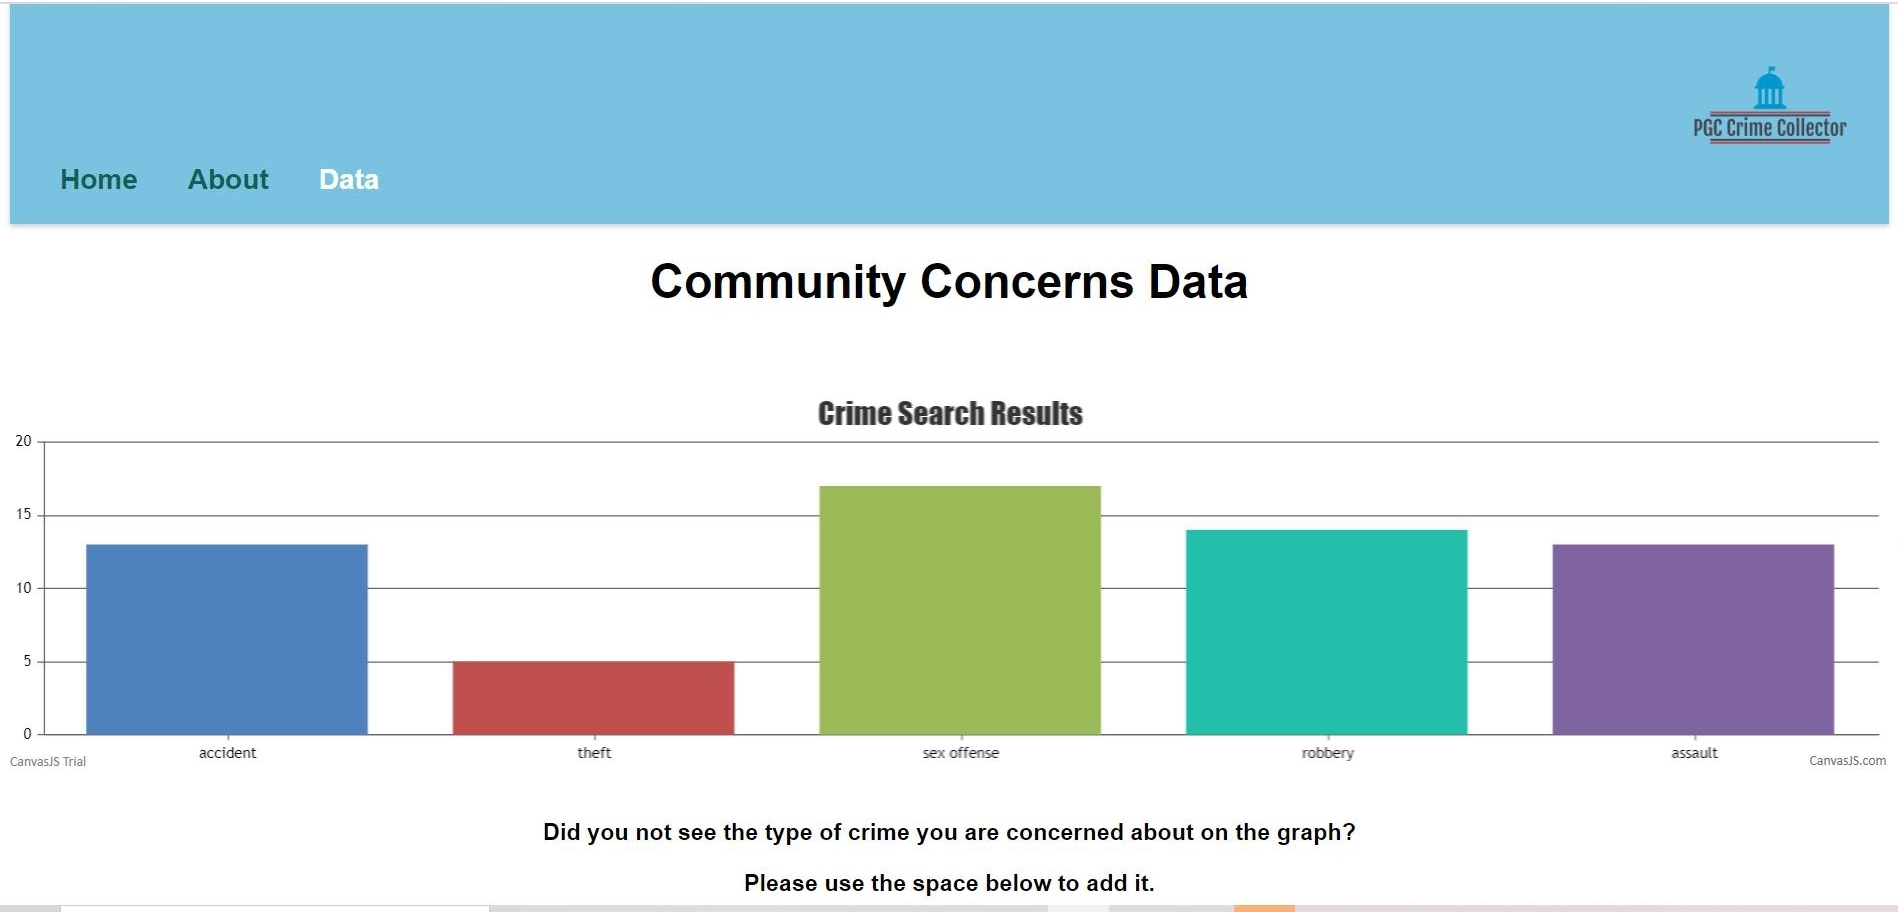 PGC Crime Collector
Home About Data
Community Concerns Data
Crime Search Results
20
15
10
5
0
accident theft sex offense robbery assault
CanvasJS Trial CanvasJS.com
Did you not see the type of crime you are concerned about on the graph?
Please use the space below to add it.